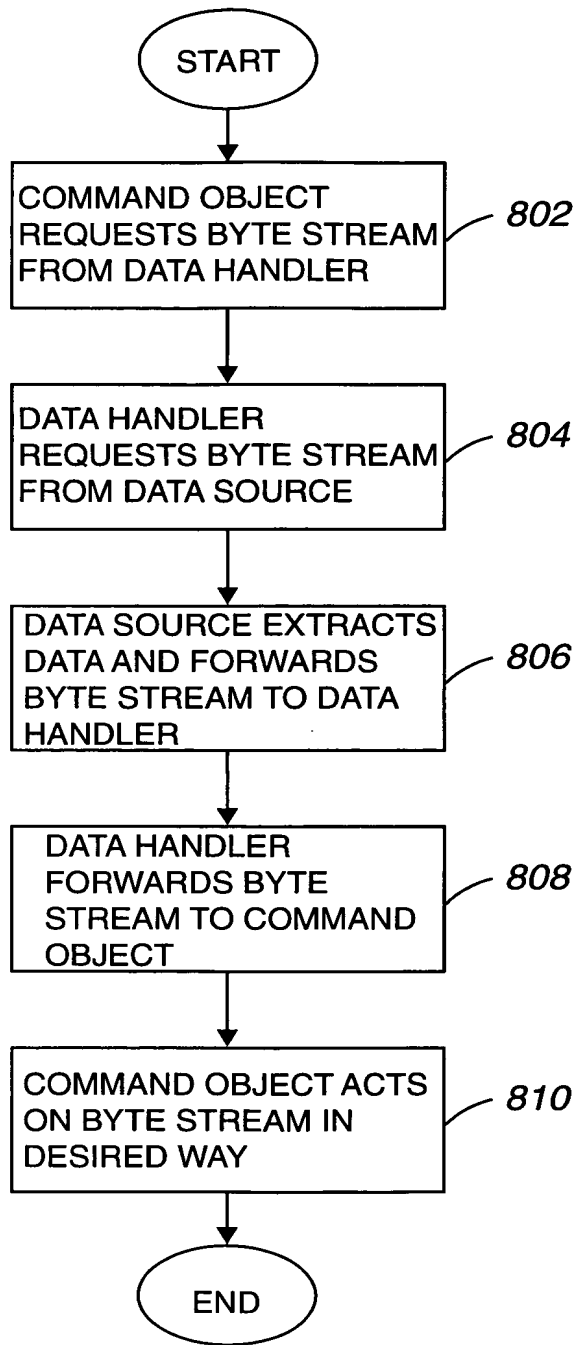 START
COMMAND OBJECT
REQUESTS BYTE STREAM
FROM DATA HANDLER
802
DATA HANDLER
REQUESTS BYTE STREAM
FROM DATA SOURCE
804
DATA SOURCE EXTRACTS
DATA AND FORWARDS
BYTE STREAM TO DATA
HANDLER
806
DATA HANDLER
FORWARDS BYTE
STREAM TO COMMAND
OBJECT
808
COMMAND OBJECT ACTS
ON BYTE STREAM IN
DESIRED WAY
810
END